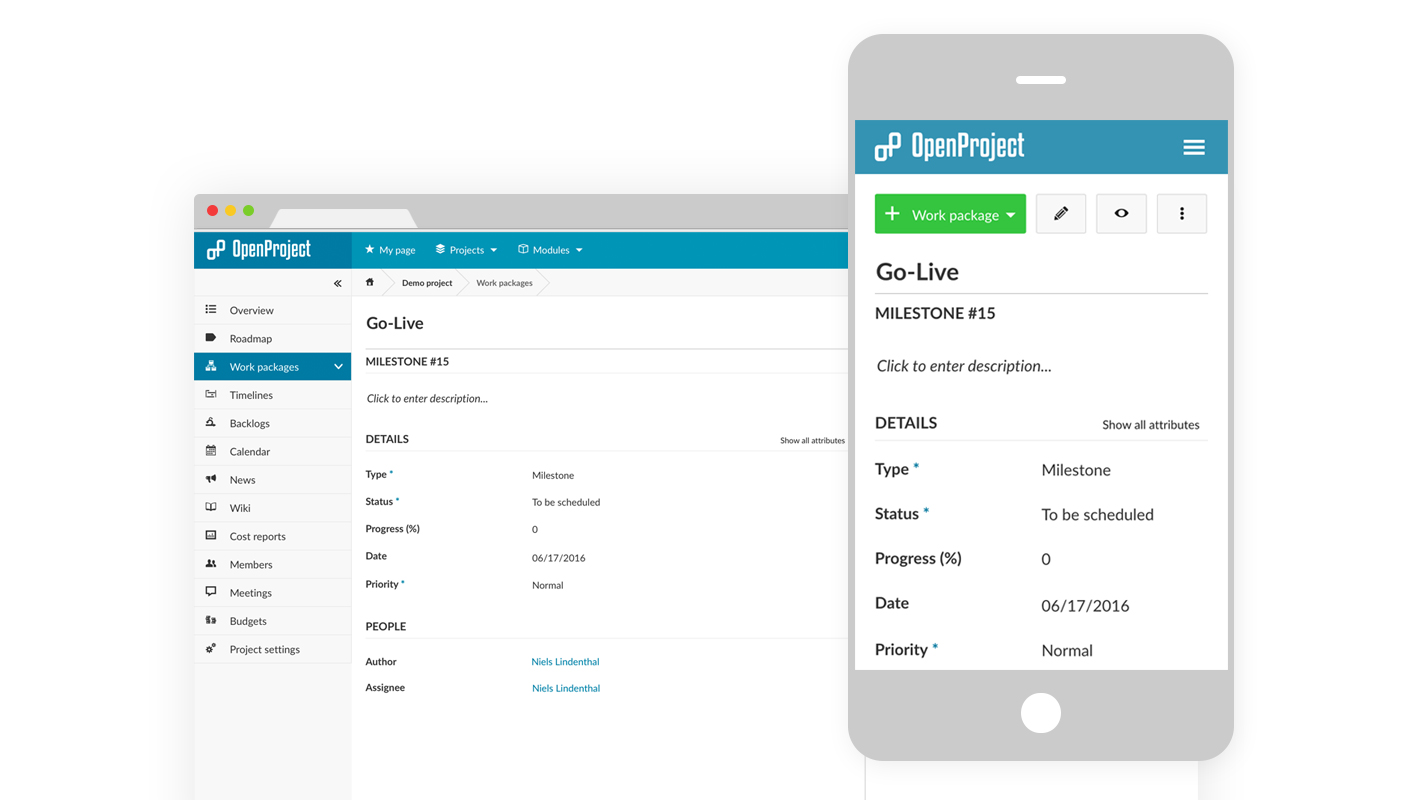 OpenProject
My page Projects Modules
Demo project Work packages
Overview
Roadmap
Work packages
Timelines
Backlogs
Calendar
News
Wiki
Cost reports
Members
Meetings
Budgets
Project settings
Go-Live
MILESTONE #15
Click to enter description...
DETAILS Show all attributes
Type * Milestone
Status * To be scheduled
Progress (%) 0
Date 06/17/2016
Priority * Normal
PEOPLE
Author Niels Lindenthal
Assignee Niels Lindenthal
OpenProject
+ Work package
Go-Live
MILESTONE #15
Click to enter description...
DETAILS Show all attributes
Type * Milestone
Status * To be scheduled
Progress (%) 0
Date 06/17/2016
Priority * Normal